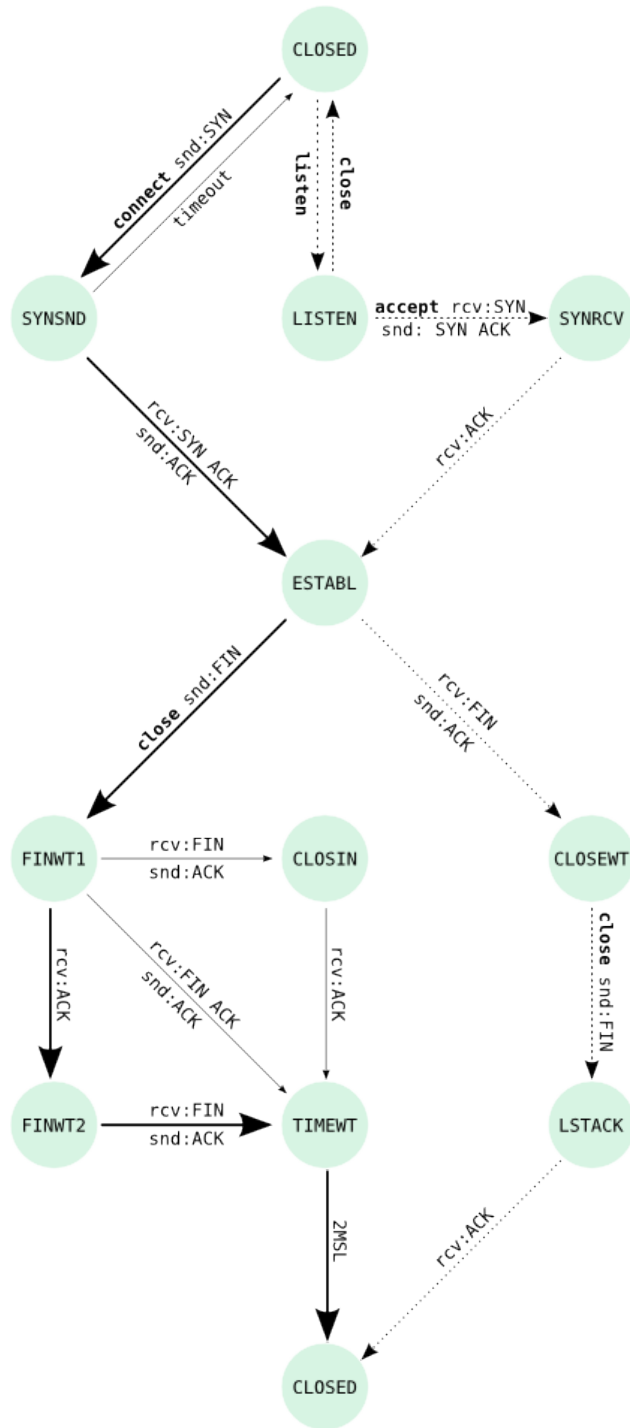 CLOSED
connect snd:SYN
timeout
listen
close
SYNSND
LISTEN
accept rcv:SYN
snd: SYN ACK
SYNRCV
rcv:SYN ACK
snd:ACK
rcv:ACK
ESTABL
close snd:FIN
rcv:FIN
snd:ACK
FINWT1
rcv:FIN
snd:ACK
CLOSIN
CLOSEWT
rcv:ACK
rcv:FIN ACK
snd:ACK
rcv:ACK
close snd:FIN
FINWT2
rcv:FIN
snd:ACK
TIMEWT
LSTACK
2MSL
rcv:ACK
CLOSED